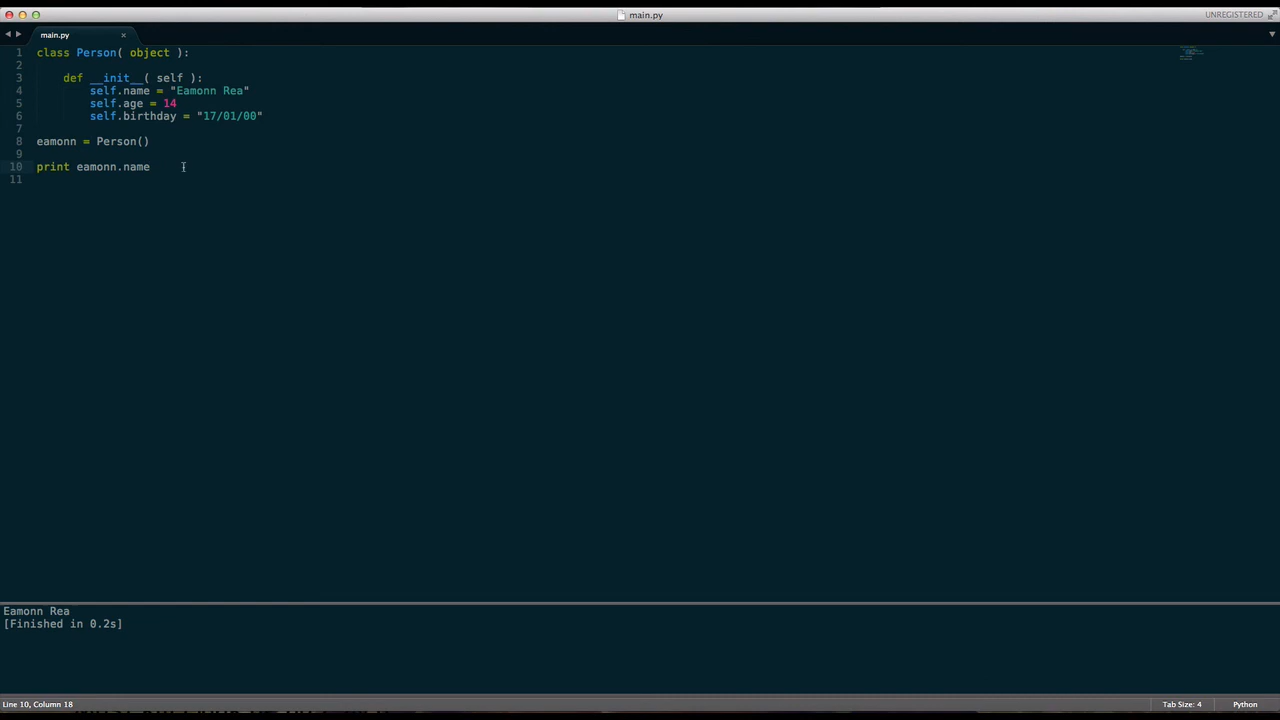 main.py
UNREGISTERED
main.py
1 class Person( object ):
2
3     def __init__( self ):
4         self.name = "Eamonn Rea"
5         self.age = 14
6         self.birthday = "17/01/00"
7
8 eamonn = Person()
9
10 print eamonn.name
11
Eamonn Rea
[Finished in 0.2s]
Line 10, Column 18
Tab Size: 4
Python